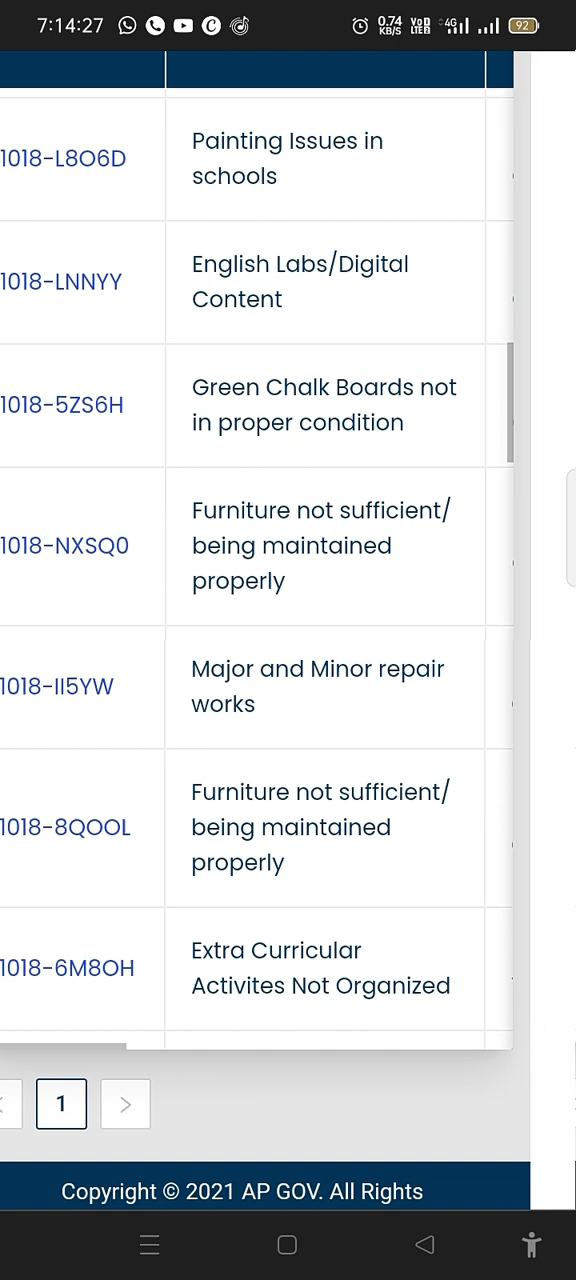 7:14:27 0.74 KB/S VoD LTE2 4G 92
1018-L8O6D
Painting Issues in
schools
1018-LNNYY
English Labs/Digital
Content
1018-5ZS6H
Green Chalk Boards not
in proper condition
1018-NXSQ0
Furniture not sufficient/
being maintained
properly
1018-II5YW
Major and Minor repair
works
1018-8QOOL
Furniture not sufficient/
being maintained
properly
1018-6M8OH
Extra Curricular
Activites Not Organized
1
Copyright © 2021 AP GOV. All Rights